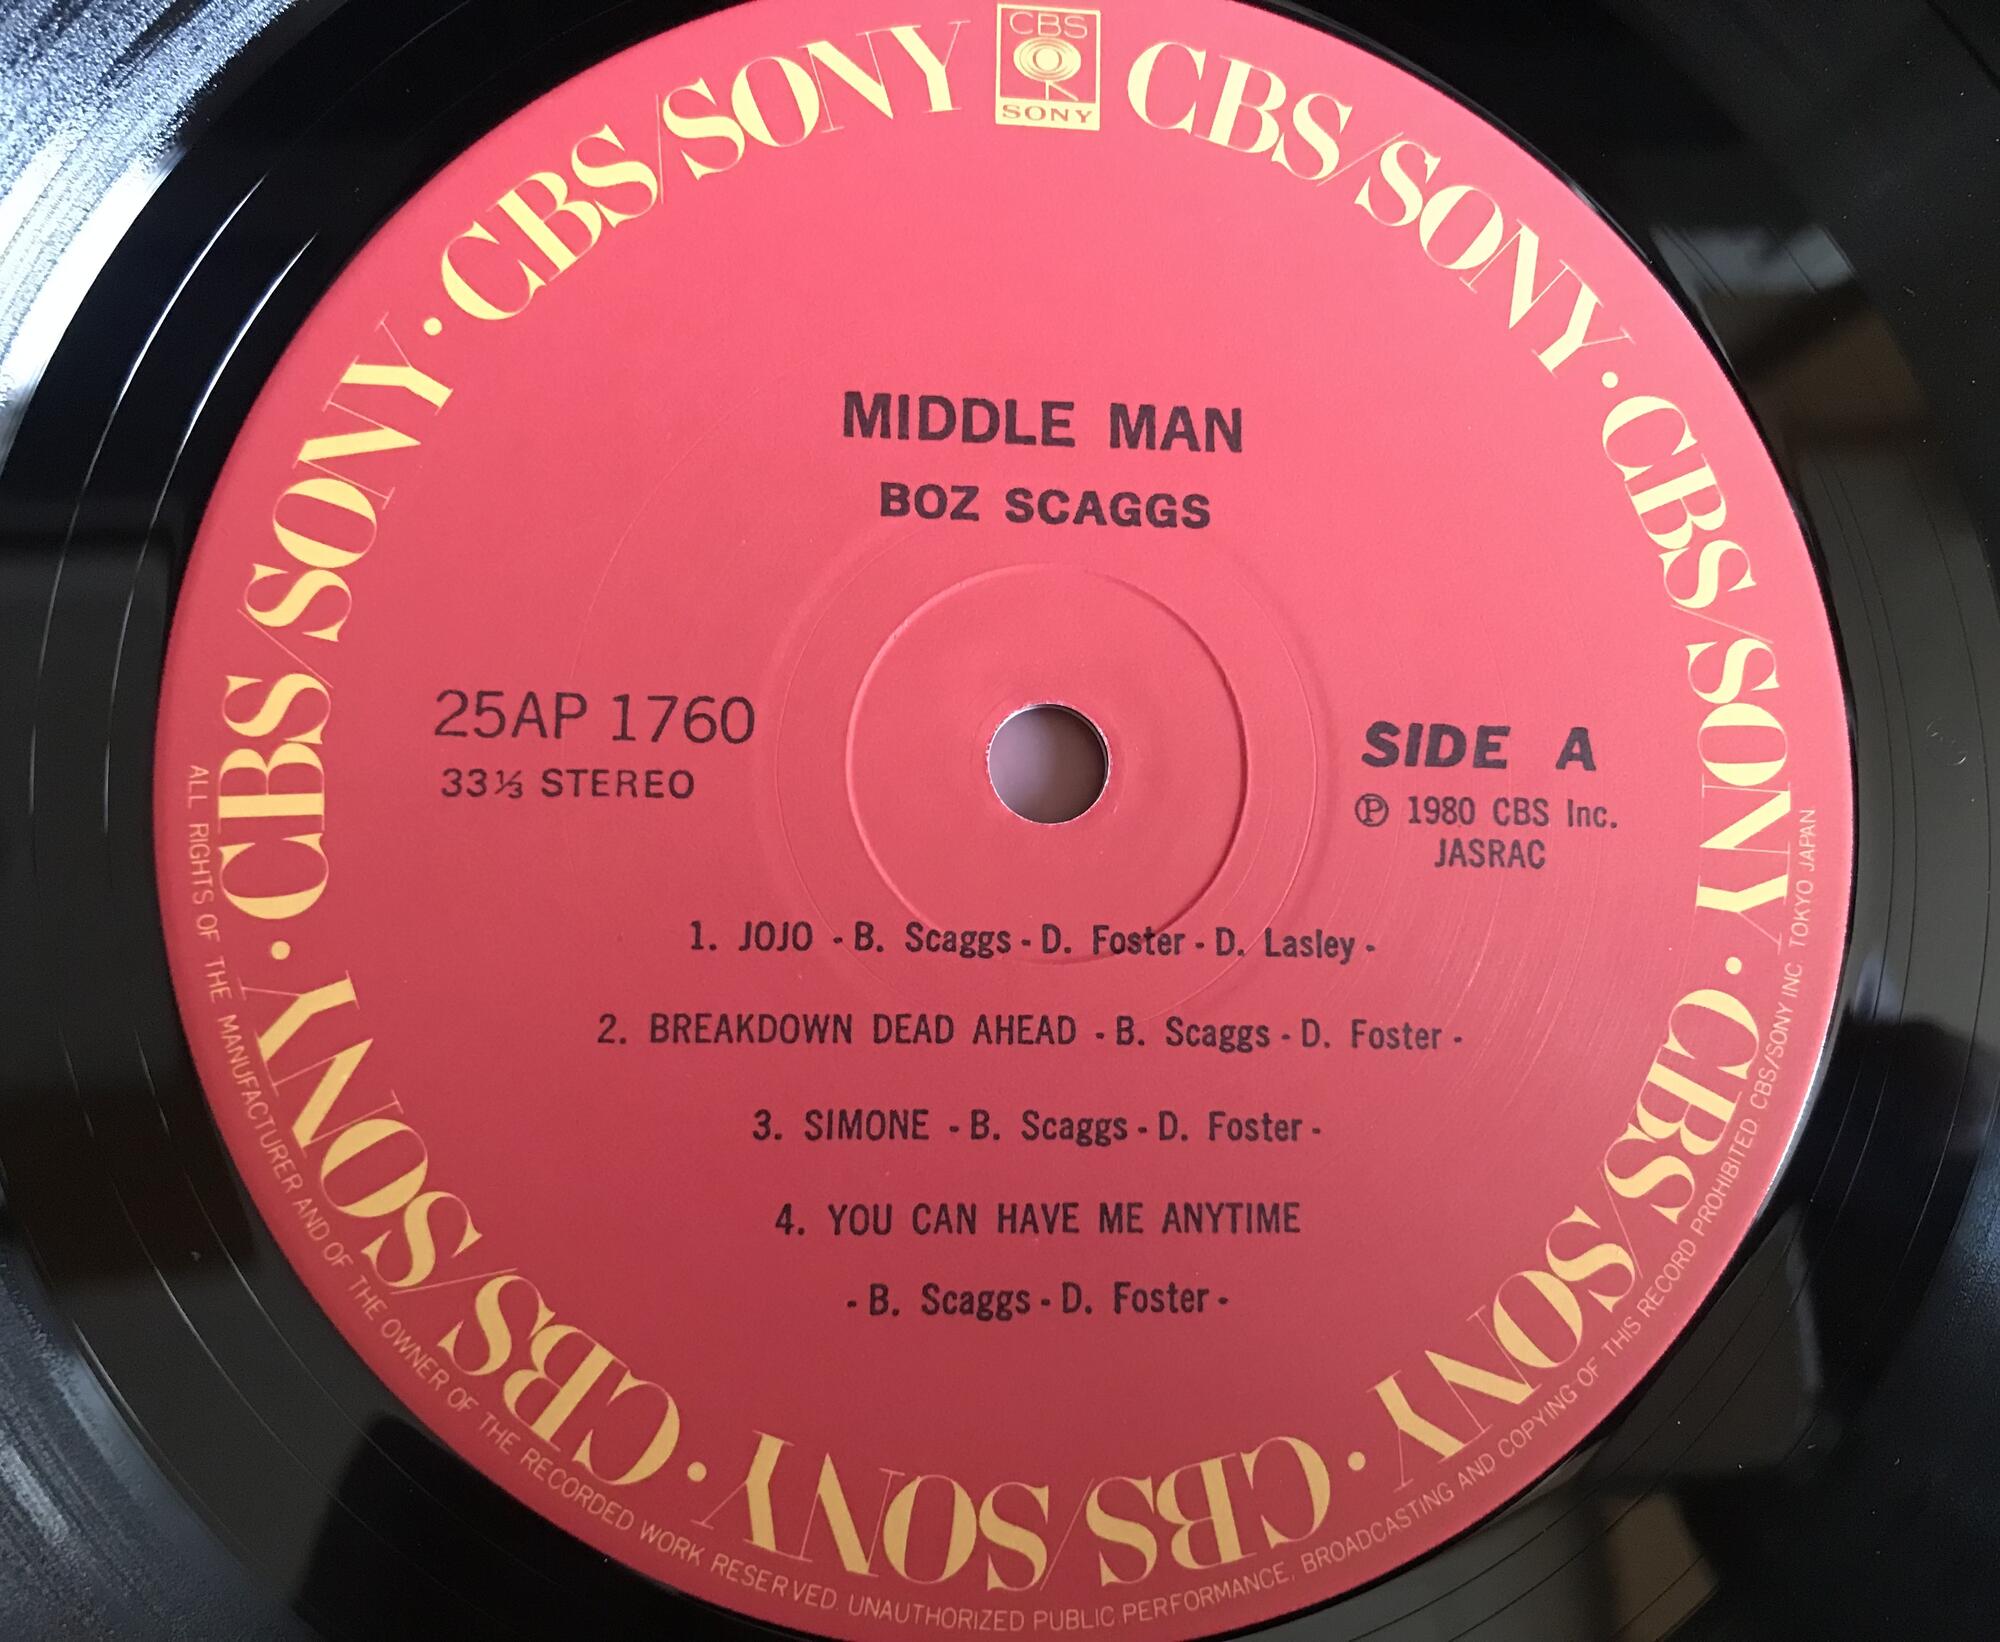 CBS
SONY
CBS/SONY · CBS/SONY · CBS/SONY · CBS/SONY · CBS/SONY · CBS/SONY · CBS/SONY
MIDDLE MAN
BOZ SCAGGS
25AP 1760
33⅓ STEREO
SIDE A
Ⓟ 1980 CBS Inc.
JASRAC
1. JOJO - B. Scaggs - D. Foster - D. Lasley -
2. BREAKDOWN DEAD AHEAD - B. Scaggs - D. Foster -
3. SIMONE - B. Scaggs - D. Foster -
4. YOU CAN HAVE ME ANYTIME
- B. Scaggs - D. Foster -
ALL RIGHTS OF THE MANUFACTURER AND OF THE OWNER OF THE RECORDED WORK RESERVED. UNAUTHORIZED PUBLIC PERFORMANCE, BROADCASTING AND COPYING OF THIS RECORD PROHIBITED. CBS/SONY INC. TOKYO JAPAN